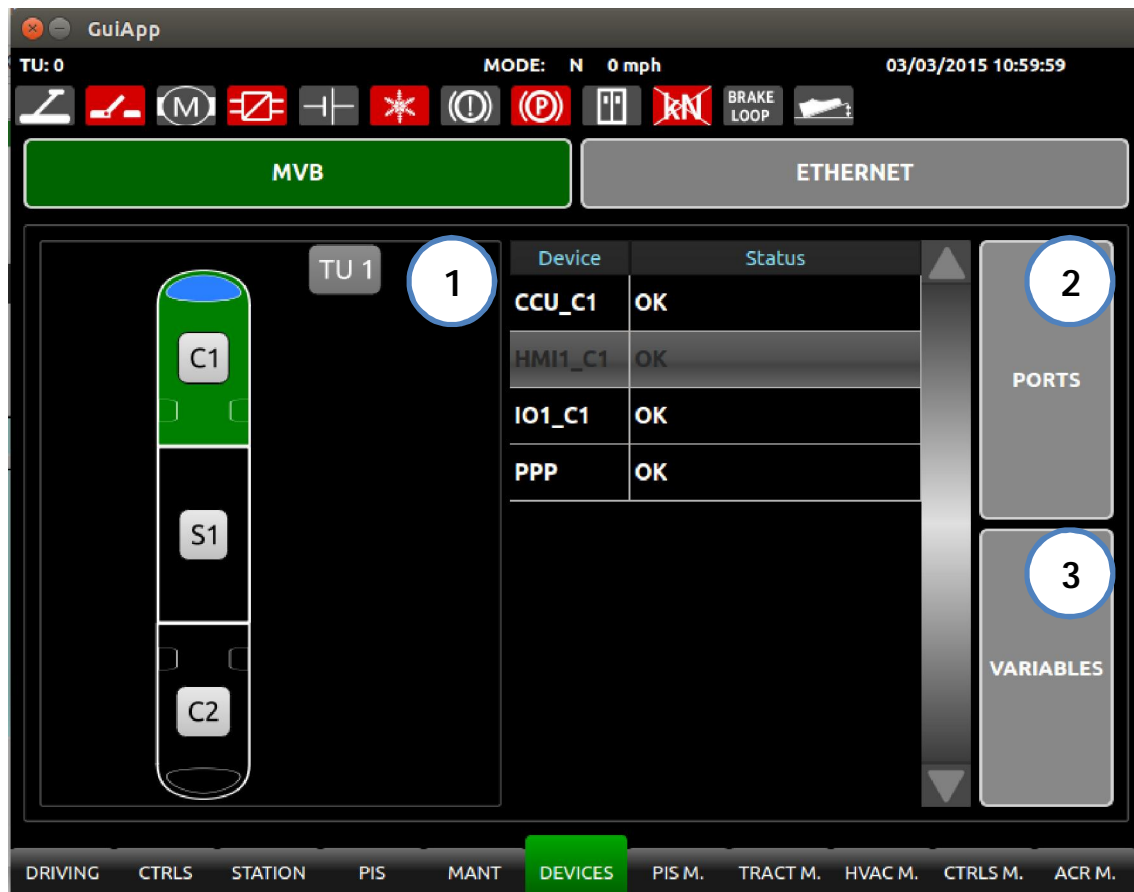 GuiApp
TU: 0 MODE: N 0 mph 03/03/2015 10:59:59
M P kN BRAKE LOOP
MVB ETHERNET
TU 1 1 Device Status 2
CCU_C1 OK
C1 HMI1_C1 OK PORTS
IO1_C1 OK
PPP OK
S1
3
VARIABLES
C2
DRIVING CTRLS STATION PIS MANT DEVICES PIS M. TRACT M. HVAC M. CTRLS M. ACR M.